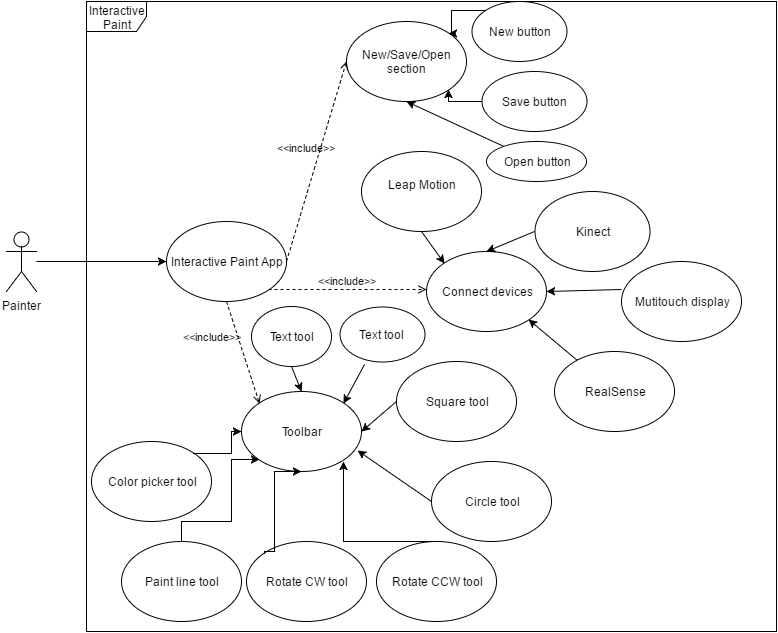 Interactive
Paint
New button
New/Save/Open
section
Save button
<<include>>
Open button
Leap Motion
Kinect
Interactive Paint App
<<include>>
Connect devices
Mutitouch display
Painter
<<include>>
Text tool
Text tool
RealSense
Square tool
Toolbar
Color picker tool
Circle tool
Paint line tool
Rotate CW tool
Rotate CCW tool